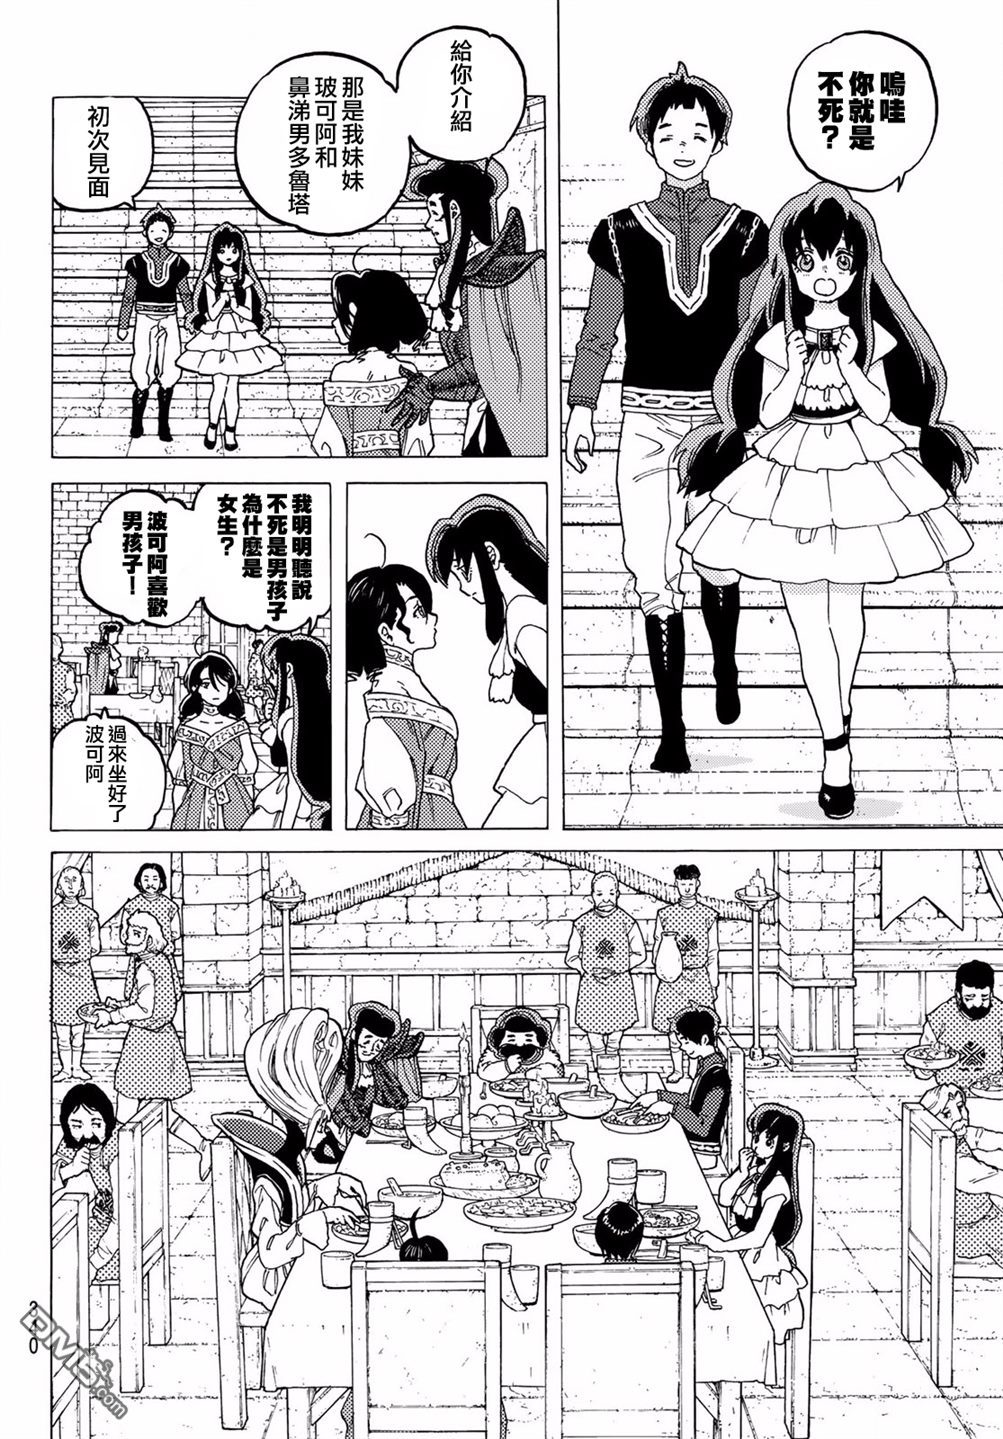 嗚哇
你就是
不死？
給你介紹
那是我妹妹
玻可阿和
鼻涕男多魯塔
初次見面
我明明聽說
不死是男孩子
為什麼是
女生？
波可阿喜歡
男孩子！
過來坐好了
波可阿
DM5.com